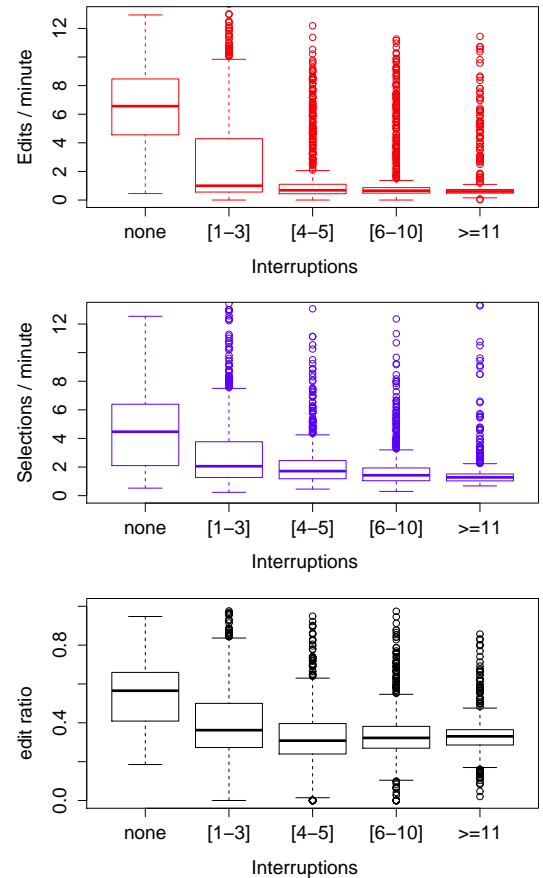 12
8
6
4
2
0
Edits / minute
none [1−3] [4−5] [6−10] >=11
Interruptions
12
8
6
4
2
0
Selections / minute
none [1−3] [4−5] [6−10] >=11
Interruptions
0.8
0.4
0.0
edit ratio
none [1−3] [4−5] [6−10] >=11
Interruptions